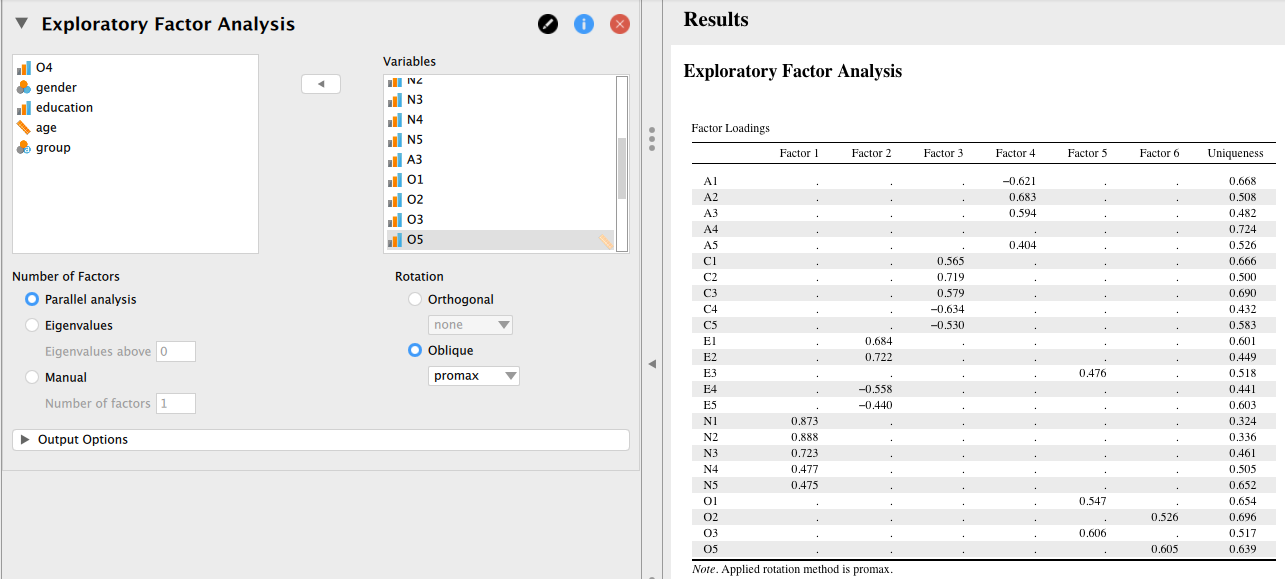 Exploratory Factor Analysis
O4
gender
education
age
group
Variables
N2
N3
N4
N5
A3
O1
O2
O3
O5
Number of Factors
Parallel analysis
Eigenvalues
Eigenvalues above 0
Manual
Number of factors 1
Rotation
Orthogonal
none
Oblique
promax
Output Options
Results
Exploratory Factor Analysis
Factor Loadings
Factor 1 Factor 2 Factor 3 Factor 4 Factor 5 Factor 6 Uniqueness
A1 . . . −0.621 . . 0.668
A2 . . . 0.683 . . 0.508
A3 . . . 0.594 . . 0.482
A4 . . . . . . 0.724
A5 . . . 0.404 . . 0.526
C1 . . 0.565 . . . 0.666
C2 . . 0.719 . . . 0.500
C3 . . 0.579 . . . 0.690
C4 . . −0.634 . . . 0.432
C5 . . −0.530 . . . 0.583
E1 . 0.684 . . . . 0.601
E2 . 0.722 . . . . 0.449
E3 . . . . 0.476 . 0.518
E4 . −0.558 . . . . 0.441
E5 . −0.440 . . . . 0.603
N1 0.873 . . . . . 0.324
N2 0.888 . . . . . 0.336
N3 0.723 . . . . . 0.461
N4 0.477 . . . . . 0.505
N5 0.475 . . . . . 0.652
O1 . . . . 0.547 . 0.654
O2 . . . . . 0.526 0.696
O3 . . . . 0.606 . 0.517
O5 . . . . . 0.605 0.639
Note. Applied rotation method is promax.